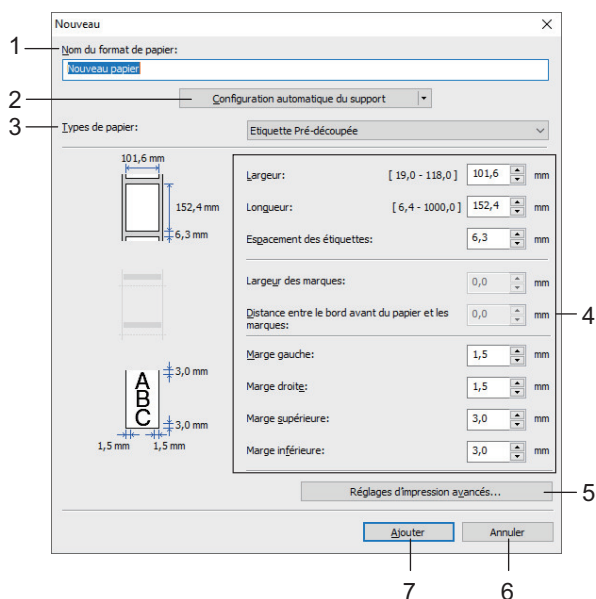 Nouveau
1
Nom du format de papier:
Nouveau papier
2
Configuration automatique du support
3
Types de papier:
Etiquette Pré-découpée
101,6 mm
152,4 mm
6,3 mm
Largeur: [ 19,0 - 118,0 ] 101,6 mm
Longueur: [ 6,4 - 1000,0 ] 152,4 mm
Espacement des étiquettes: 6,3 mm
Largeur des marques: 0,0 mm
Distance entre le bord avant du papier et les
marques: 0,0 mm
4
Marge gauche: 1,5 mm
Marge droite: 1,5 mm
Marge supérieure: 3,0 mm
Marge inférieure: 3,0 mm
3,0 mm
A
B
C
3,0 mm
1,5 mm 1,5 mm
Réglages d'impression avancés...
5
Ajouter
Annuler
7
6